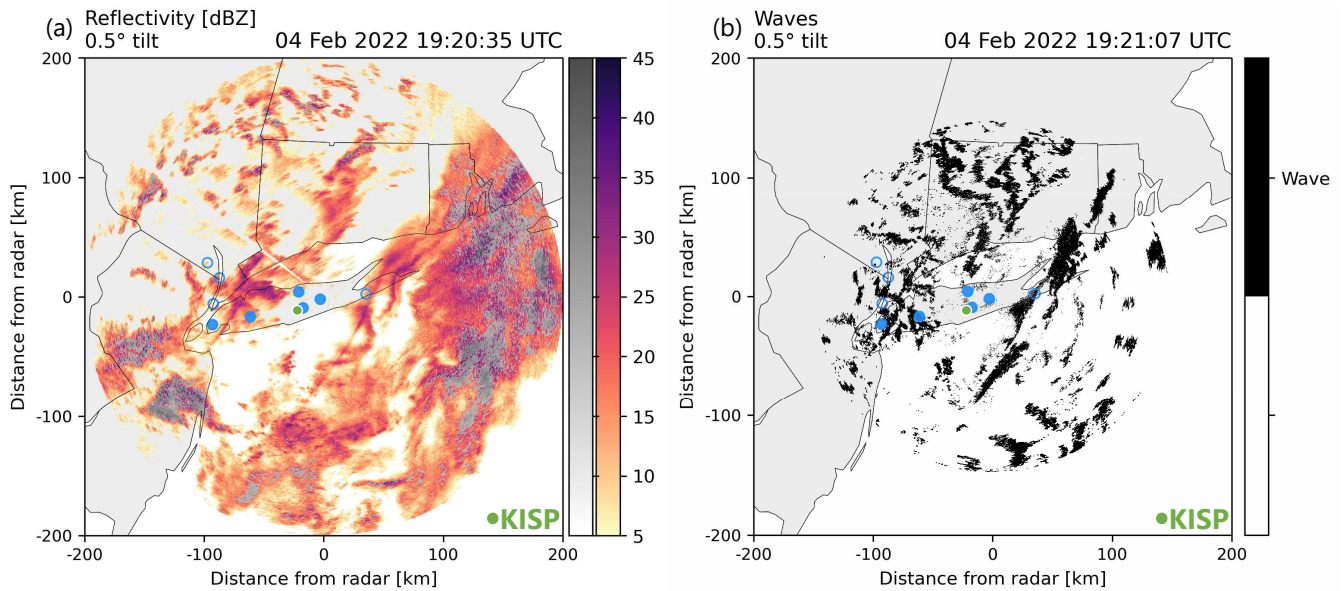 (a) Reflectivity [dBZ]
0.5° tilt 04 Feb 2022 19:20:35 UTC
200
100
0
-100
-200
Distance from radar [km]
-200 -100 0 100 200
Distance from radar [km]
45
40
35
30
25
20
15
10
5
KISP
(b) Waves
0.5° tilt 04 Feb 2022 19:21:07 UTC
200
100
0
-100
-200
Distance from radar [km]
-200 -100 0 100 200
Distance from radar [km]
Wave
KISP